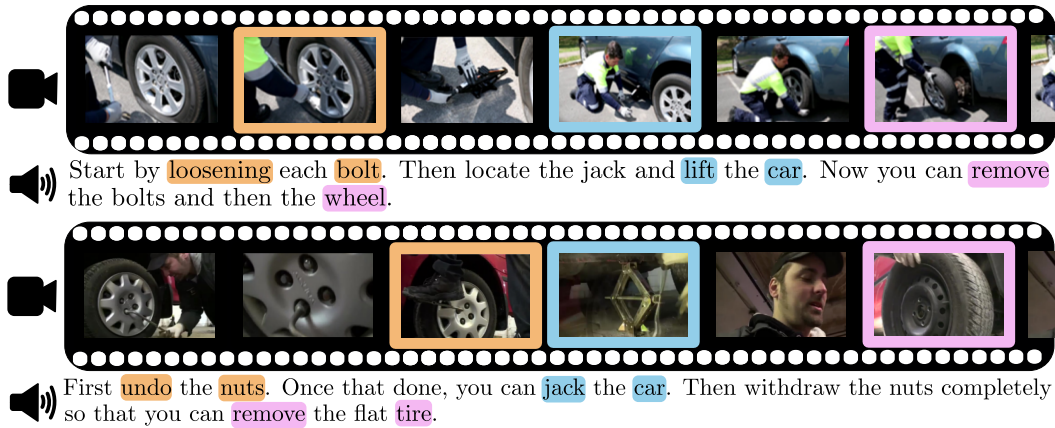 Start by loosening each bolt. Then locate the jack and lift the car. Now you can remove
the bolts and then the wheel.
First undo the nuts. Once that done, you can jack the car. Then withdraw the nuts completely
so that you can remove the flat tire.